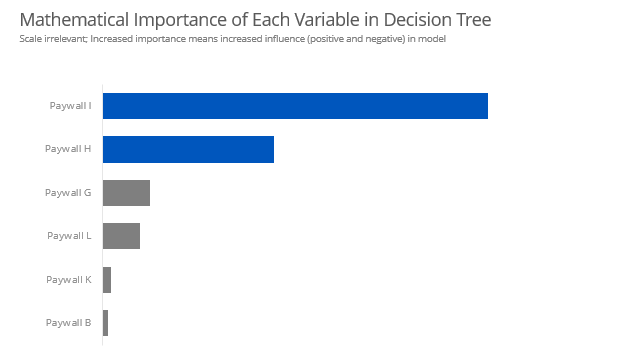 Mathematical Importance of Each Variable in Decision Tree
Scale irrelevant; Increased importance means increased influence (positive and negative) in model
Paywall I
Paywall H
Paywall G
Paywall L
Paywall K
Paywall B